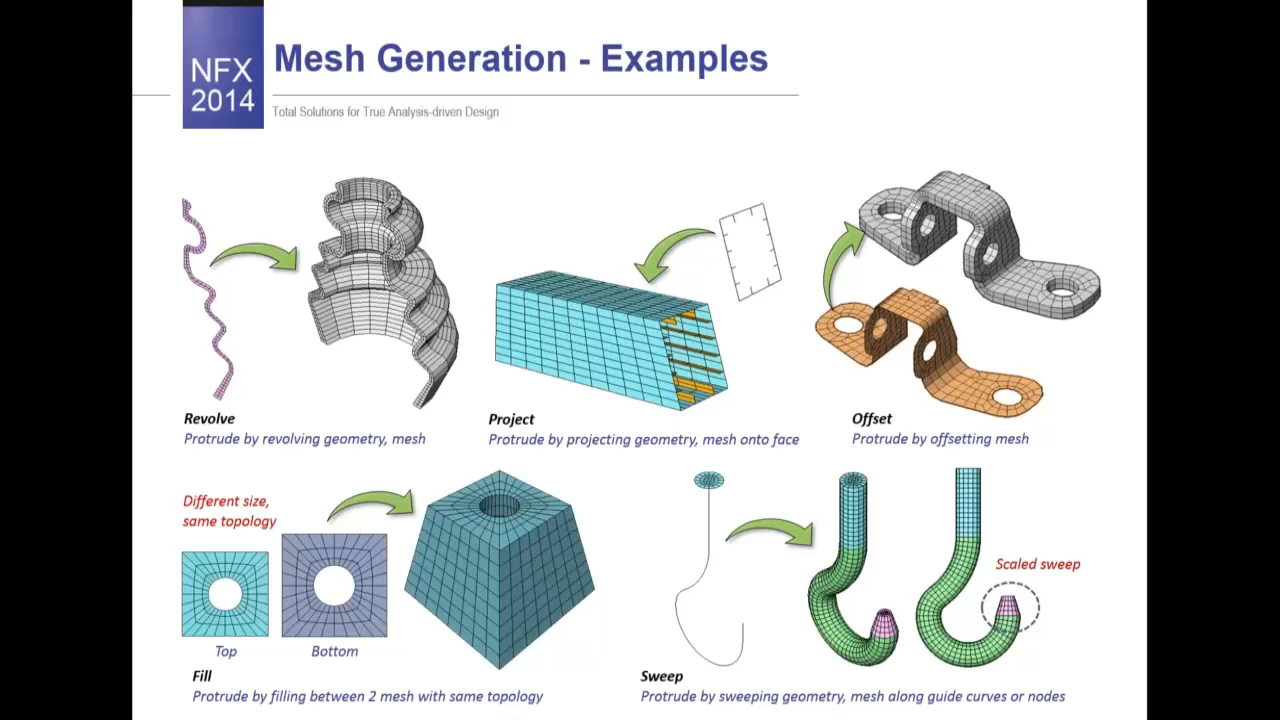 NFX
2014
Mesh Generation - Examples
Total Solutions for True Analysis-driven Design
Revolve
Protrude by revolving geometry, mesh
Project
Protrude by projecting geometry, mesh onto face
Offset
Protrude by offsetting mesh
Different size,
same topology
Top
Bottom
Fill
Protrude by filling between 2 mesh with same topology
Scaled sweep
Sweep
Protrude by sweeping geometry, mesh along guide curves or nodes